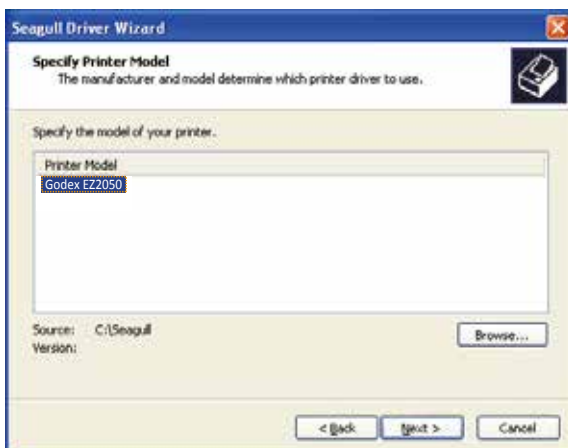 Seagull Driver Wizard
Specify Printer Model
The manufacturer and model determine which printer driver to use.
Specify the model of your printer.
Printer Model
Godex EZ2050
Source: C:\Seagull
Browse...
Version:
< Back
Next >
Cancel